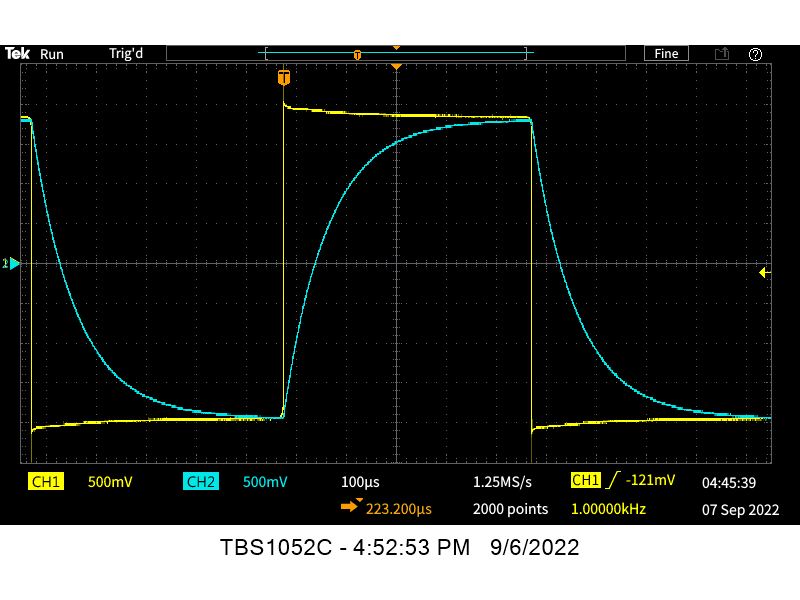 Tek Run Trig'd T Fine ?
T
2
CH1 500mV CH2 500mV 100µs 1.25MS/s CH1 -121mV 04:45:39
223.200µs 2000 points 1.00000kHz 07 Sep 2022
TBS1052C - 4:52:53 PM 9/6/2022